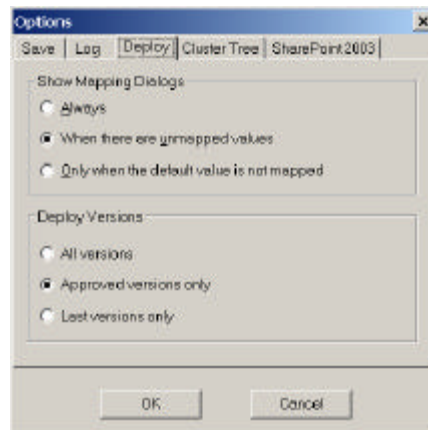 Options
Save Log Deploy Cluster Tree SharePoint 2003
Show Mapping Dialogs
Always
When there are unmapped values
Only when the default value is not mapped
Deploy Versions
All versions
Approved versions only
Last versions only
OK Cancel